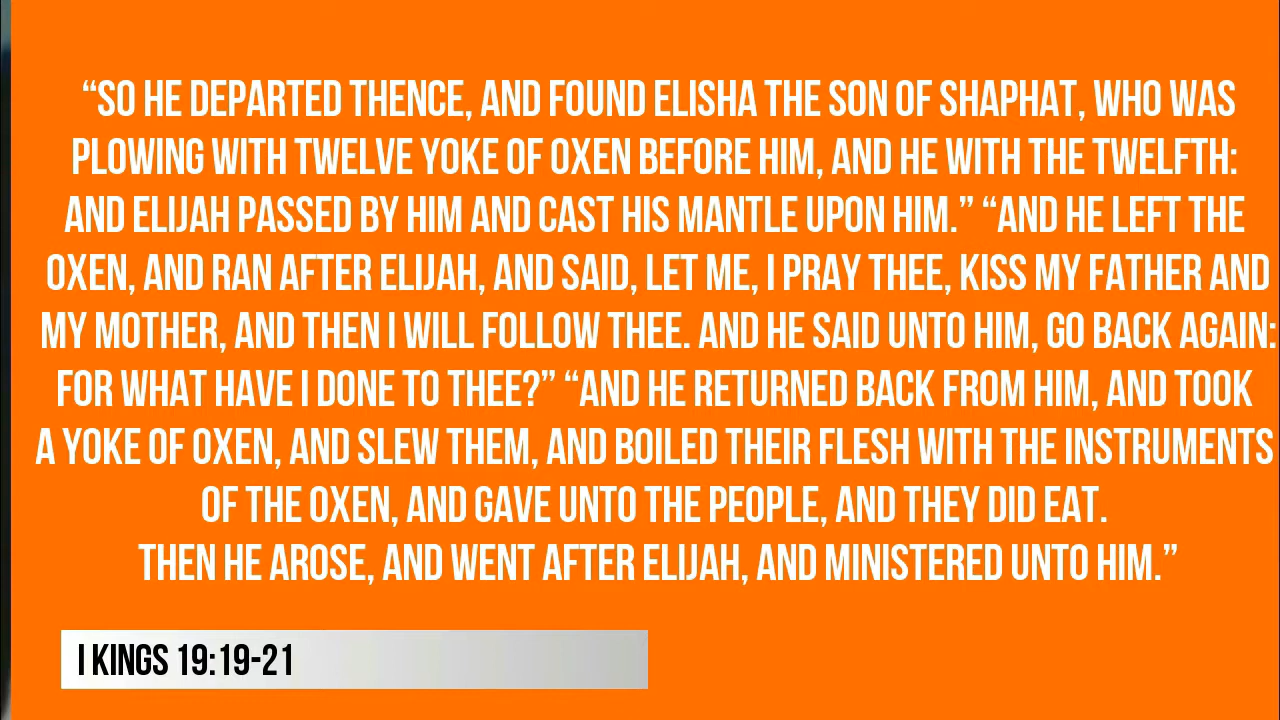 “SO HE DEPARTED THENCE, AND FOUND ELISHA THE SON OF SHAPHAT, WHO WAS
PLOWING WITH TWELVE YOKE OF OXEN BEFORE HIM, AND HE WITH THE TWELFTH:
AND ELIJAH PASSED BY HIM AND CAST HIS MANTLE UPON HIM.” “AND HE LEFT THE
OXEN, AND RAN AFTER ELIJAH, AND SAID, LET ME, I PRAY THEE, KISS MY FATHER AND
MY MOTHER, AND THEN I WILL FOLLOW THEE. AND HE SAID UNTO HIM, GO BACK AGAIN:
FOR WHAT HAVE I DONE TO THEE?” “AND HE RETURNED BACK FROM HIM, AND TOOK
A YOKE OF OXEN, AND SLEW THEM, AND BOILED THEIR FLESH WITH THE INSTRUMENTS
OF THE OXEN, AND GAVE UNTO THE PEOPLE, AND THEY DID EAT.
THEN HE AROSE, AND WENT AFTER ELIJAH, AND MINISTERED UNTO HIM.”
I KINGS 19:19-21